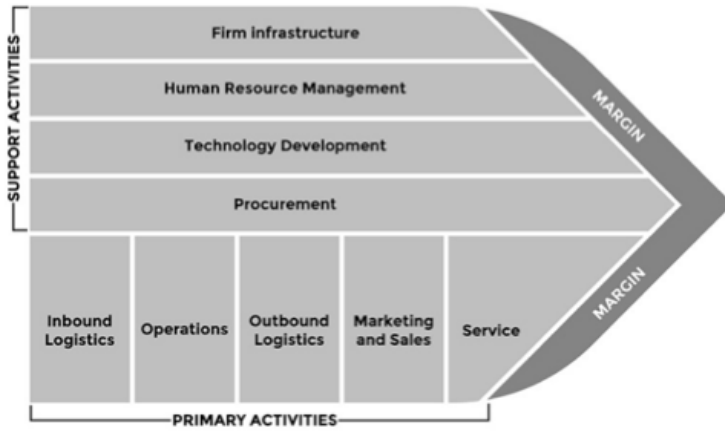 SUPPORT ACTIVITIES
Firm infrastructure
Human Resource Management
Technology Development
Procurement
MARGIN
MARGIN
Inbound
Logistics
Operations
Outbound
Logistics
Marketing
and Sales
Service
PRIMARY ACTIVITIES